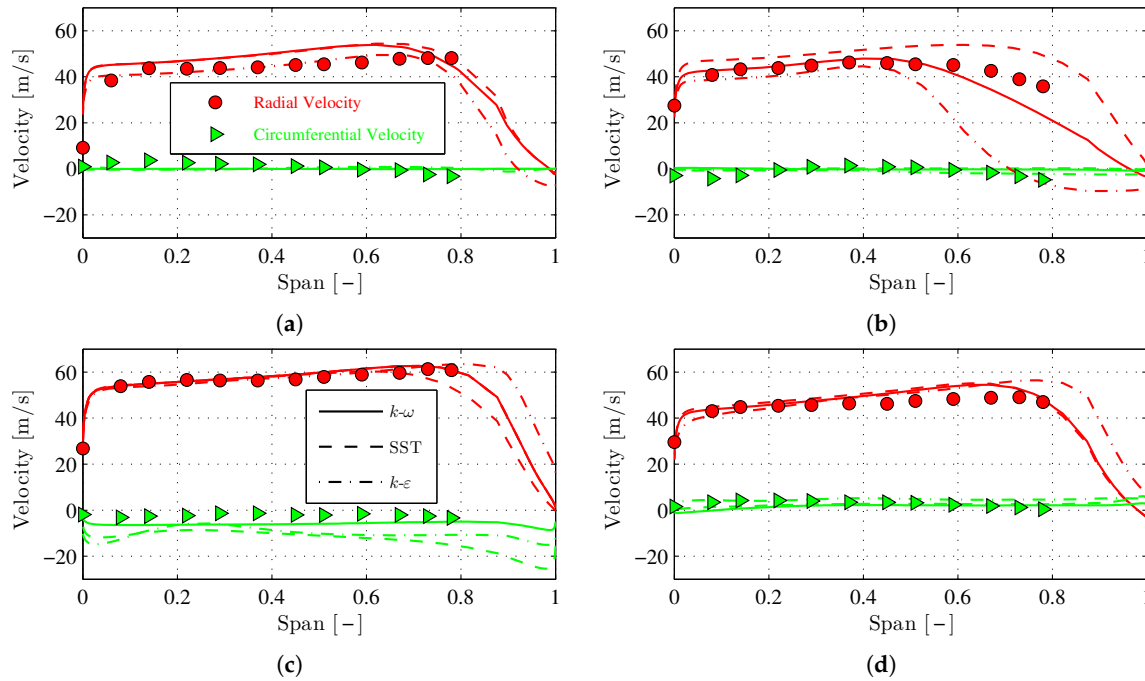 60
40
20
0
−20
Velocity [m/s]
Radial Velocity
Circumferential Velocity
0 0.2 0.4 0.6 0.8 1
Span [−]
(a)
60
40
20
0
−20
Velocity [m/s]
0 0.2 0.4 0.6 0.8 1
Span [−]
(b)
60
40
20
0
−20
Velocity [m/s]
k-ω
SST
k-ε
0 0.2 0.4 0.6 0.8 1
Span [−]
(c)
60
40
20
0
−20
Velocity [m/s]
0 0.2 0.4 0.6 0.8 1
Span [−]
(d)